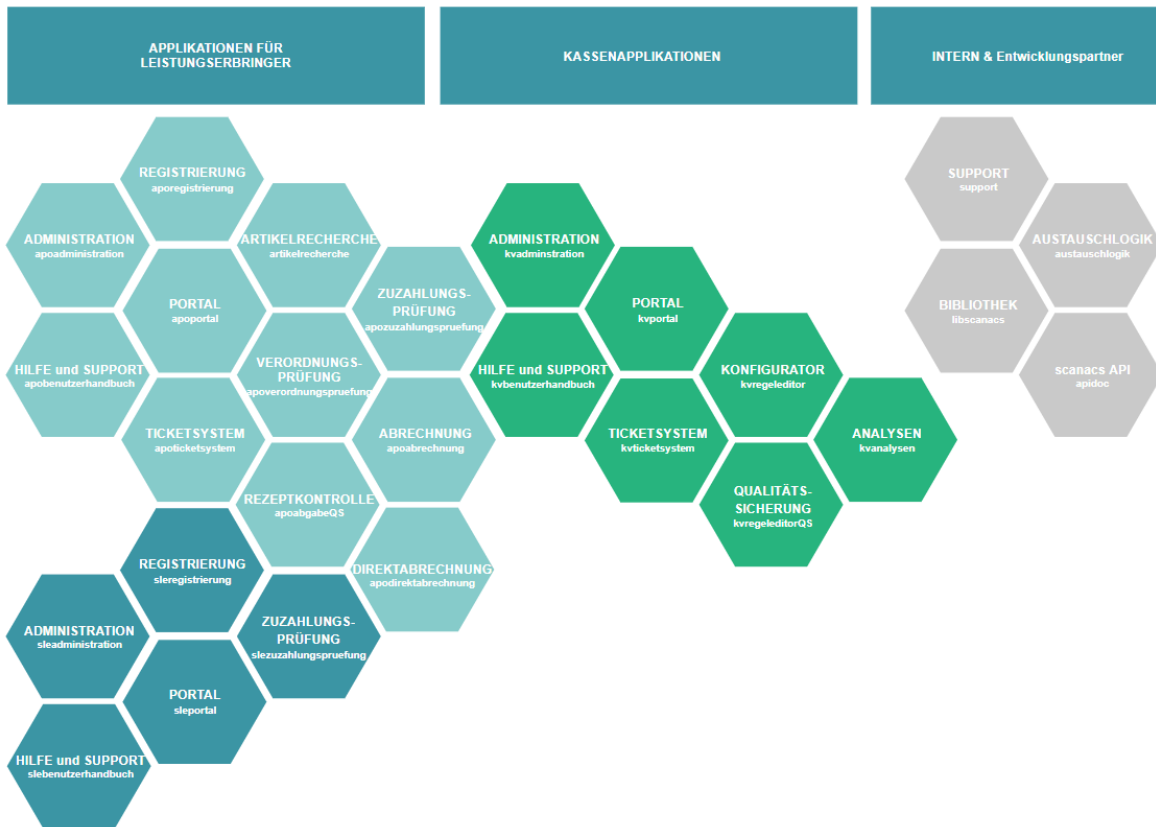 APPLIKATIONEN FÜR
LEISTUNGSERBRINGER
KASSENAPPLIKATIONEN
INTERN & Entwicklungspartner
REGISTRIERUNG
aporegistrierung
ADMINISTRATION
apoadministration
ARTIKELRECHERCHE
artikelrecherche
PORTAL
apoportal
ZUZAHLUNGS-
PRÜFUNG
apozuzahlungspruefung
HILFE und SUPPORT
apobenutzerhandbuch
VERORDNUNGS-
PRÜFUNG
apoverordnungspruefung
TICKETSYSTEM
apoticketsystem
ABRECHNUNG
apoabrechnung
REZEPTKONTROLLE
apoabgabeQS
DIREKTABRECHNUNG
apodirektabrechnung
REGISTRIERUNG
sleregistrierung
ADMINISTRATION
sleadministration
ZUZAHLUNGS-
PRÜFUNG
slezuzahlungspruefung
PORTAL
sleportal
HILFE und SUPPORT
slebenutzerhandbuch
ADMINISTRATION
kvadminstration
PORTAL
kvportal
HILFE und SUPPORT
kvbenutzerhandbuch
KONFIGURATOR
kvregeleditor
TICKETSYSTEM
kvticketsystem
ANALYSEN
kvanalysen
QUALITÄTS-
SICHERUNG
kvregeleditorQS
SUPPORT
support
AUSTAUSCHLOGIK
austauschlogik
BIBLIOTHEK
libscanacs
scanacs API
apidoc